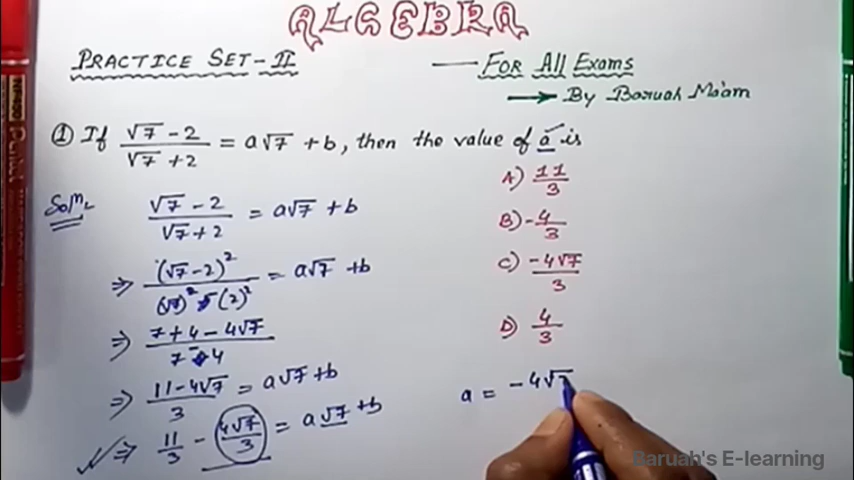 ALGEBRA
PRACTICE SET-II
— FOR All Exams
→ By Baruah Ma'am
① If (√7 - 2)/(√7 + 2) = a√7 + b, then the value of a is
A) 11/3
B) -4/3
C) -4√7/3
D) 4/3
Soln
(√7 - 2)/(√7 + 2) = a√7 + b
⇒ (√7 - 2)²/(√7)² - (2)² = a√7 + b
⇒ (7 + 4 - 4√7)/(7 - 4)
⇒ (11 - 4√7)/3 = a√7 + b
⇒ 11/3 - 4√7/3 = a√7 + b
a = -4√7
Baruah's E-learning